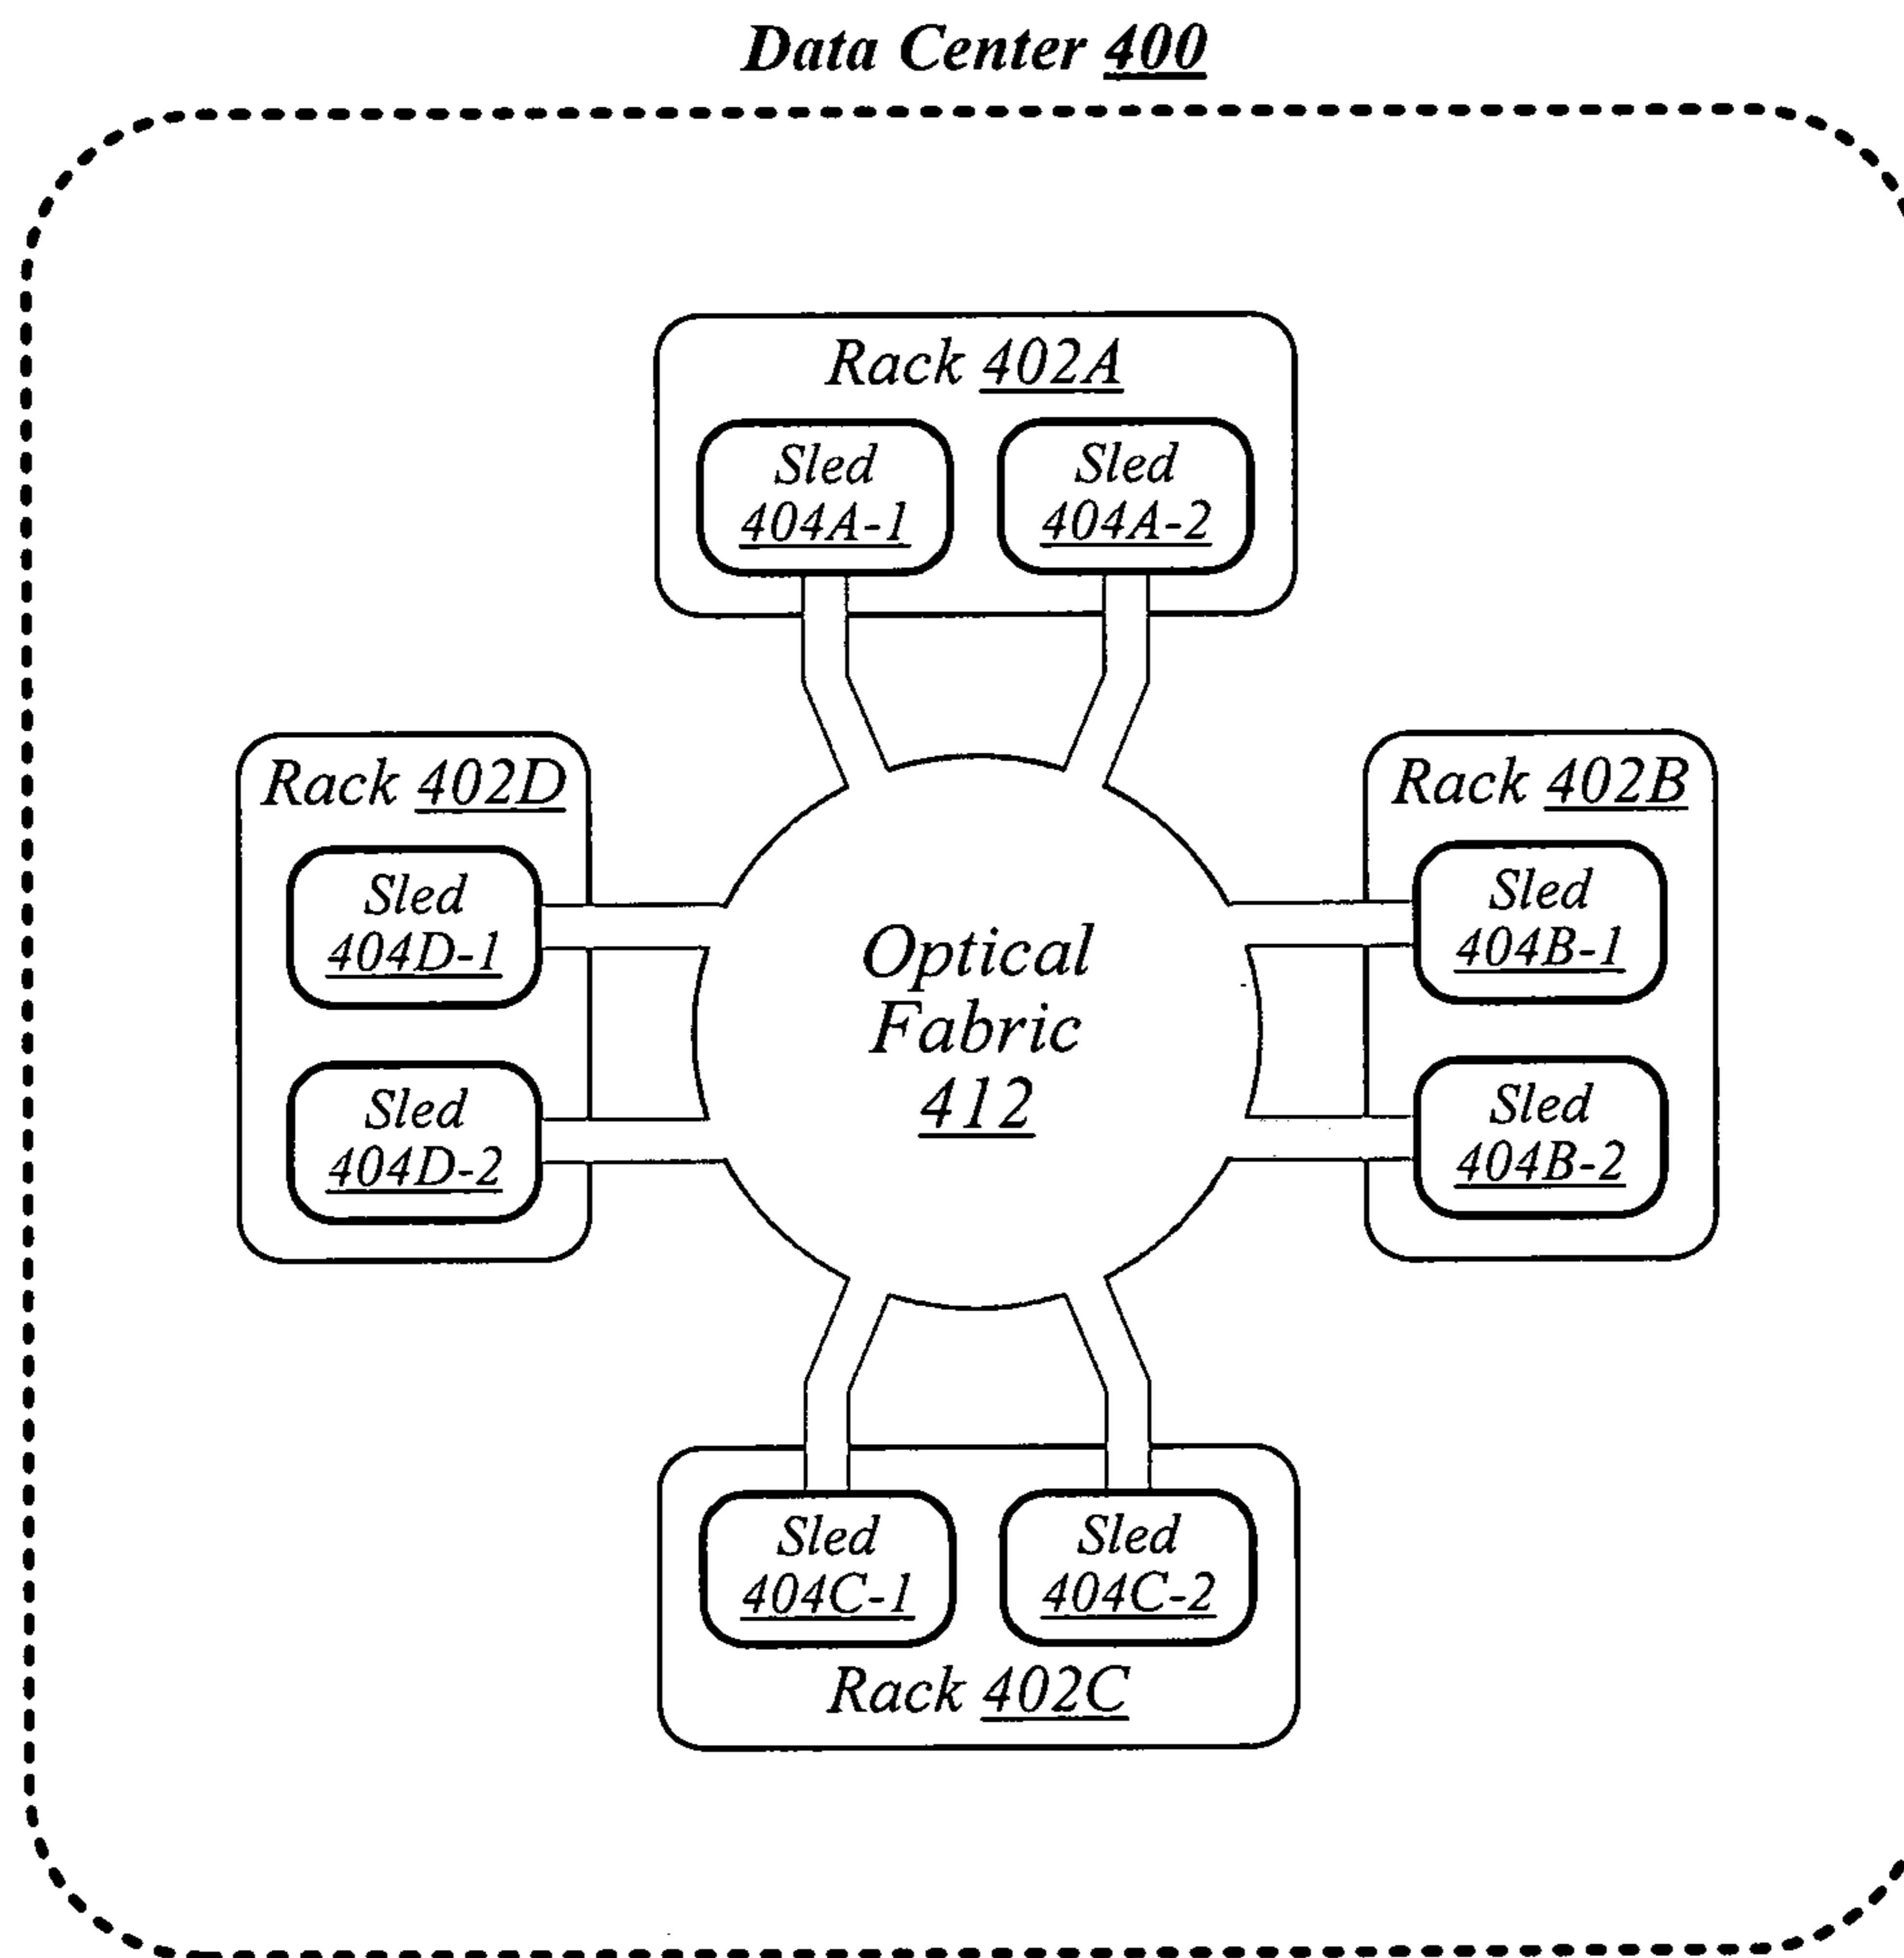 Data Center 400
Rack 402A
Sled
404A-1
Sled
404A-2
Rack 402D
Sled
404D-1
Sled
404D-2
Optical
Fabric
412
Rack 402B
Sled
404B-1
Sled
404B-2
Sled
404C-1
Sled
404C-2
Rack 402C